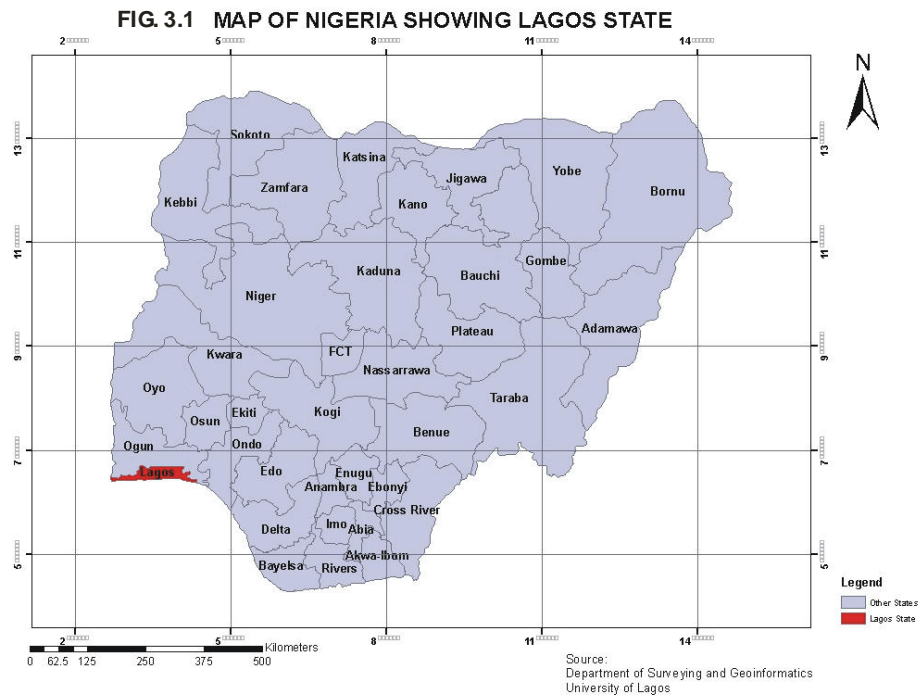 FIG. 3.1 MAP OF NIGERIA SHOWING LAGOS STATE
2 5 8 11 14
N
13 13
Sokoto
Katsina
Yobe
Jigawa
Zamfara
Bornu
Kebbi
Kano
11 11
Gombe
Kaduna
Bauchi
Niger
Plateau
Adamawa
9 9
FCT
Kwara
Nassarrawa
Oyo
Taraba
Ekiti
Kogi
Osun
Benue
Ogun
Ondo
7 7
Lagos
Edo
Enugu
Anambra
Ebonyi
Cross River
Imo
Abia
Delta
5 5
Akwa-Ibom
Bayelsa
Rivers
Legend
Other States
Lagos State
2 5 8 11 14
Kilometers
0 62.5 125 250 375 500
Source:
Department of Surveying and Geoinformatics
University of Lagos